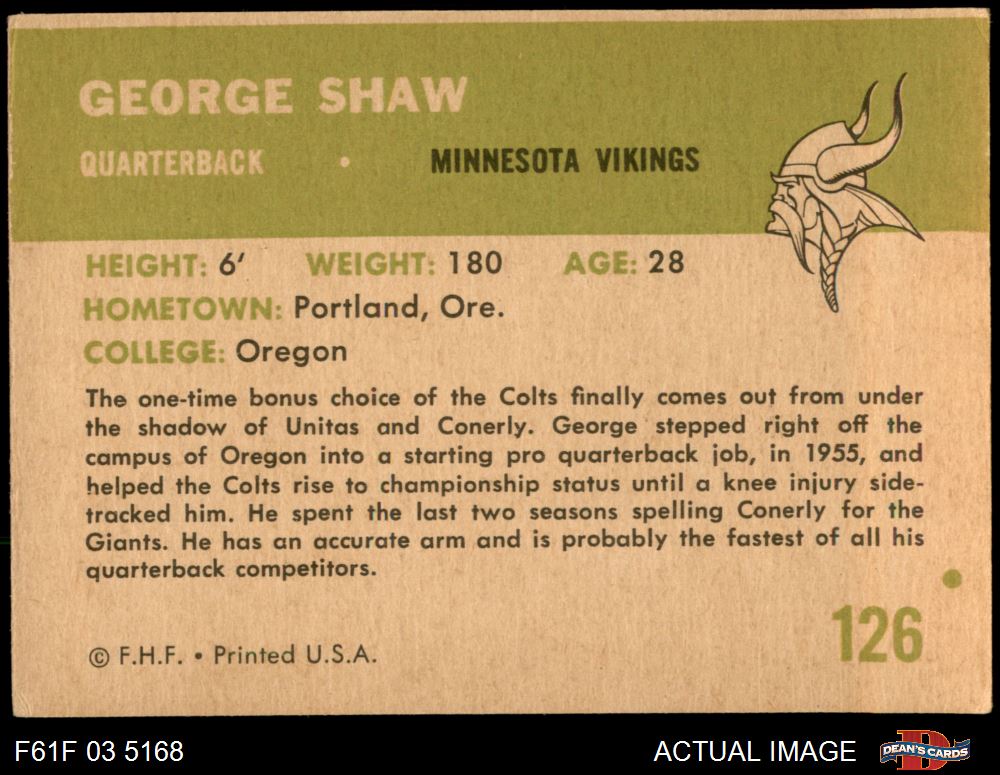 GEORGE SHAW
QUARTERBACK • MINNESOTA VIKINGS
HEIGHT: 6' WEIGHT: 180 AGE: 28
HOMETOWN: Portland, Ore.
COLLEGE: Oregon
The one-time bonus choice of the Colts finally comes out from under
the shadow of Unitas and Conerly. George stepped right off the
campus of Oregon into a starting pro quarterback job, in 1955, and
helped the Colts rise to championship status until a knee injury side-
tracked him. He spent the last two seasons spelling Conerly for the
Giants. He has an accurate arm and is probably the fastest of all his
quarterback competitors.
126
© F.H.F. • Printed U.S.A.
F61F 03 5168 ACTUAL IMAGE D DEAN'S CARDS